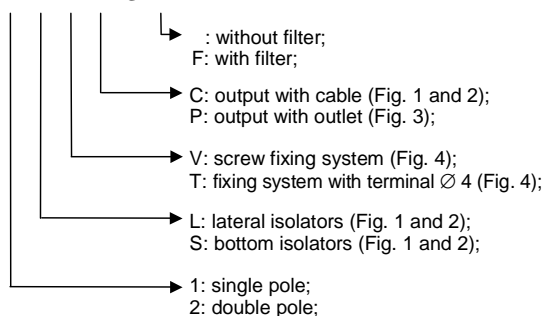 : without filter;
F: with filter;
C: output with cable (Fig. 1 and 2);
P: output with outlet (Fig. 3);
V: screw fixing system (Fig. 4);
T: fixing system with terminal ∅ 4 (Fig. 4);
L: lateral isolators (Fig. 1 and 2);
S: bottom isolators (Fig. 1 and 2);
1: single pole;
2: double pole;